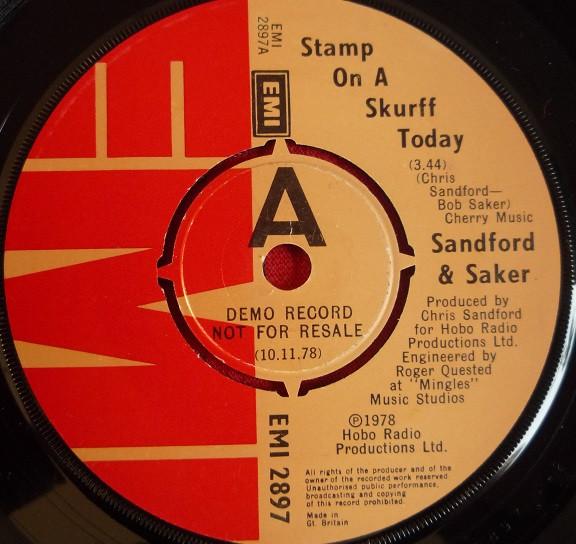 EMI
2897A
EMI
Stamp
On A
Skurff
Today
(3.44)
(Chris
Sandford—
Bob Saker)
Cherry Music
Sandford
& Saker
Produced by
Chris Sandford
for Hobo Radio
Productions Ltd.
Engineered by
Roger Quested
at "Mingles"
Music Studios
℗1978
Hobo Radio
Productions Ltd.
All rights of the producer and of the
owner of the recorded work reserved.
Unauthorised public performance,
broadcasting and copying
of this record prohibited.
Made in
Gt. Britain
A
DEMO RECORD
NOT FOR RESALE
(10.11.78)
EMI 2897
EMI